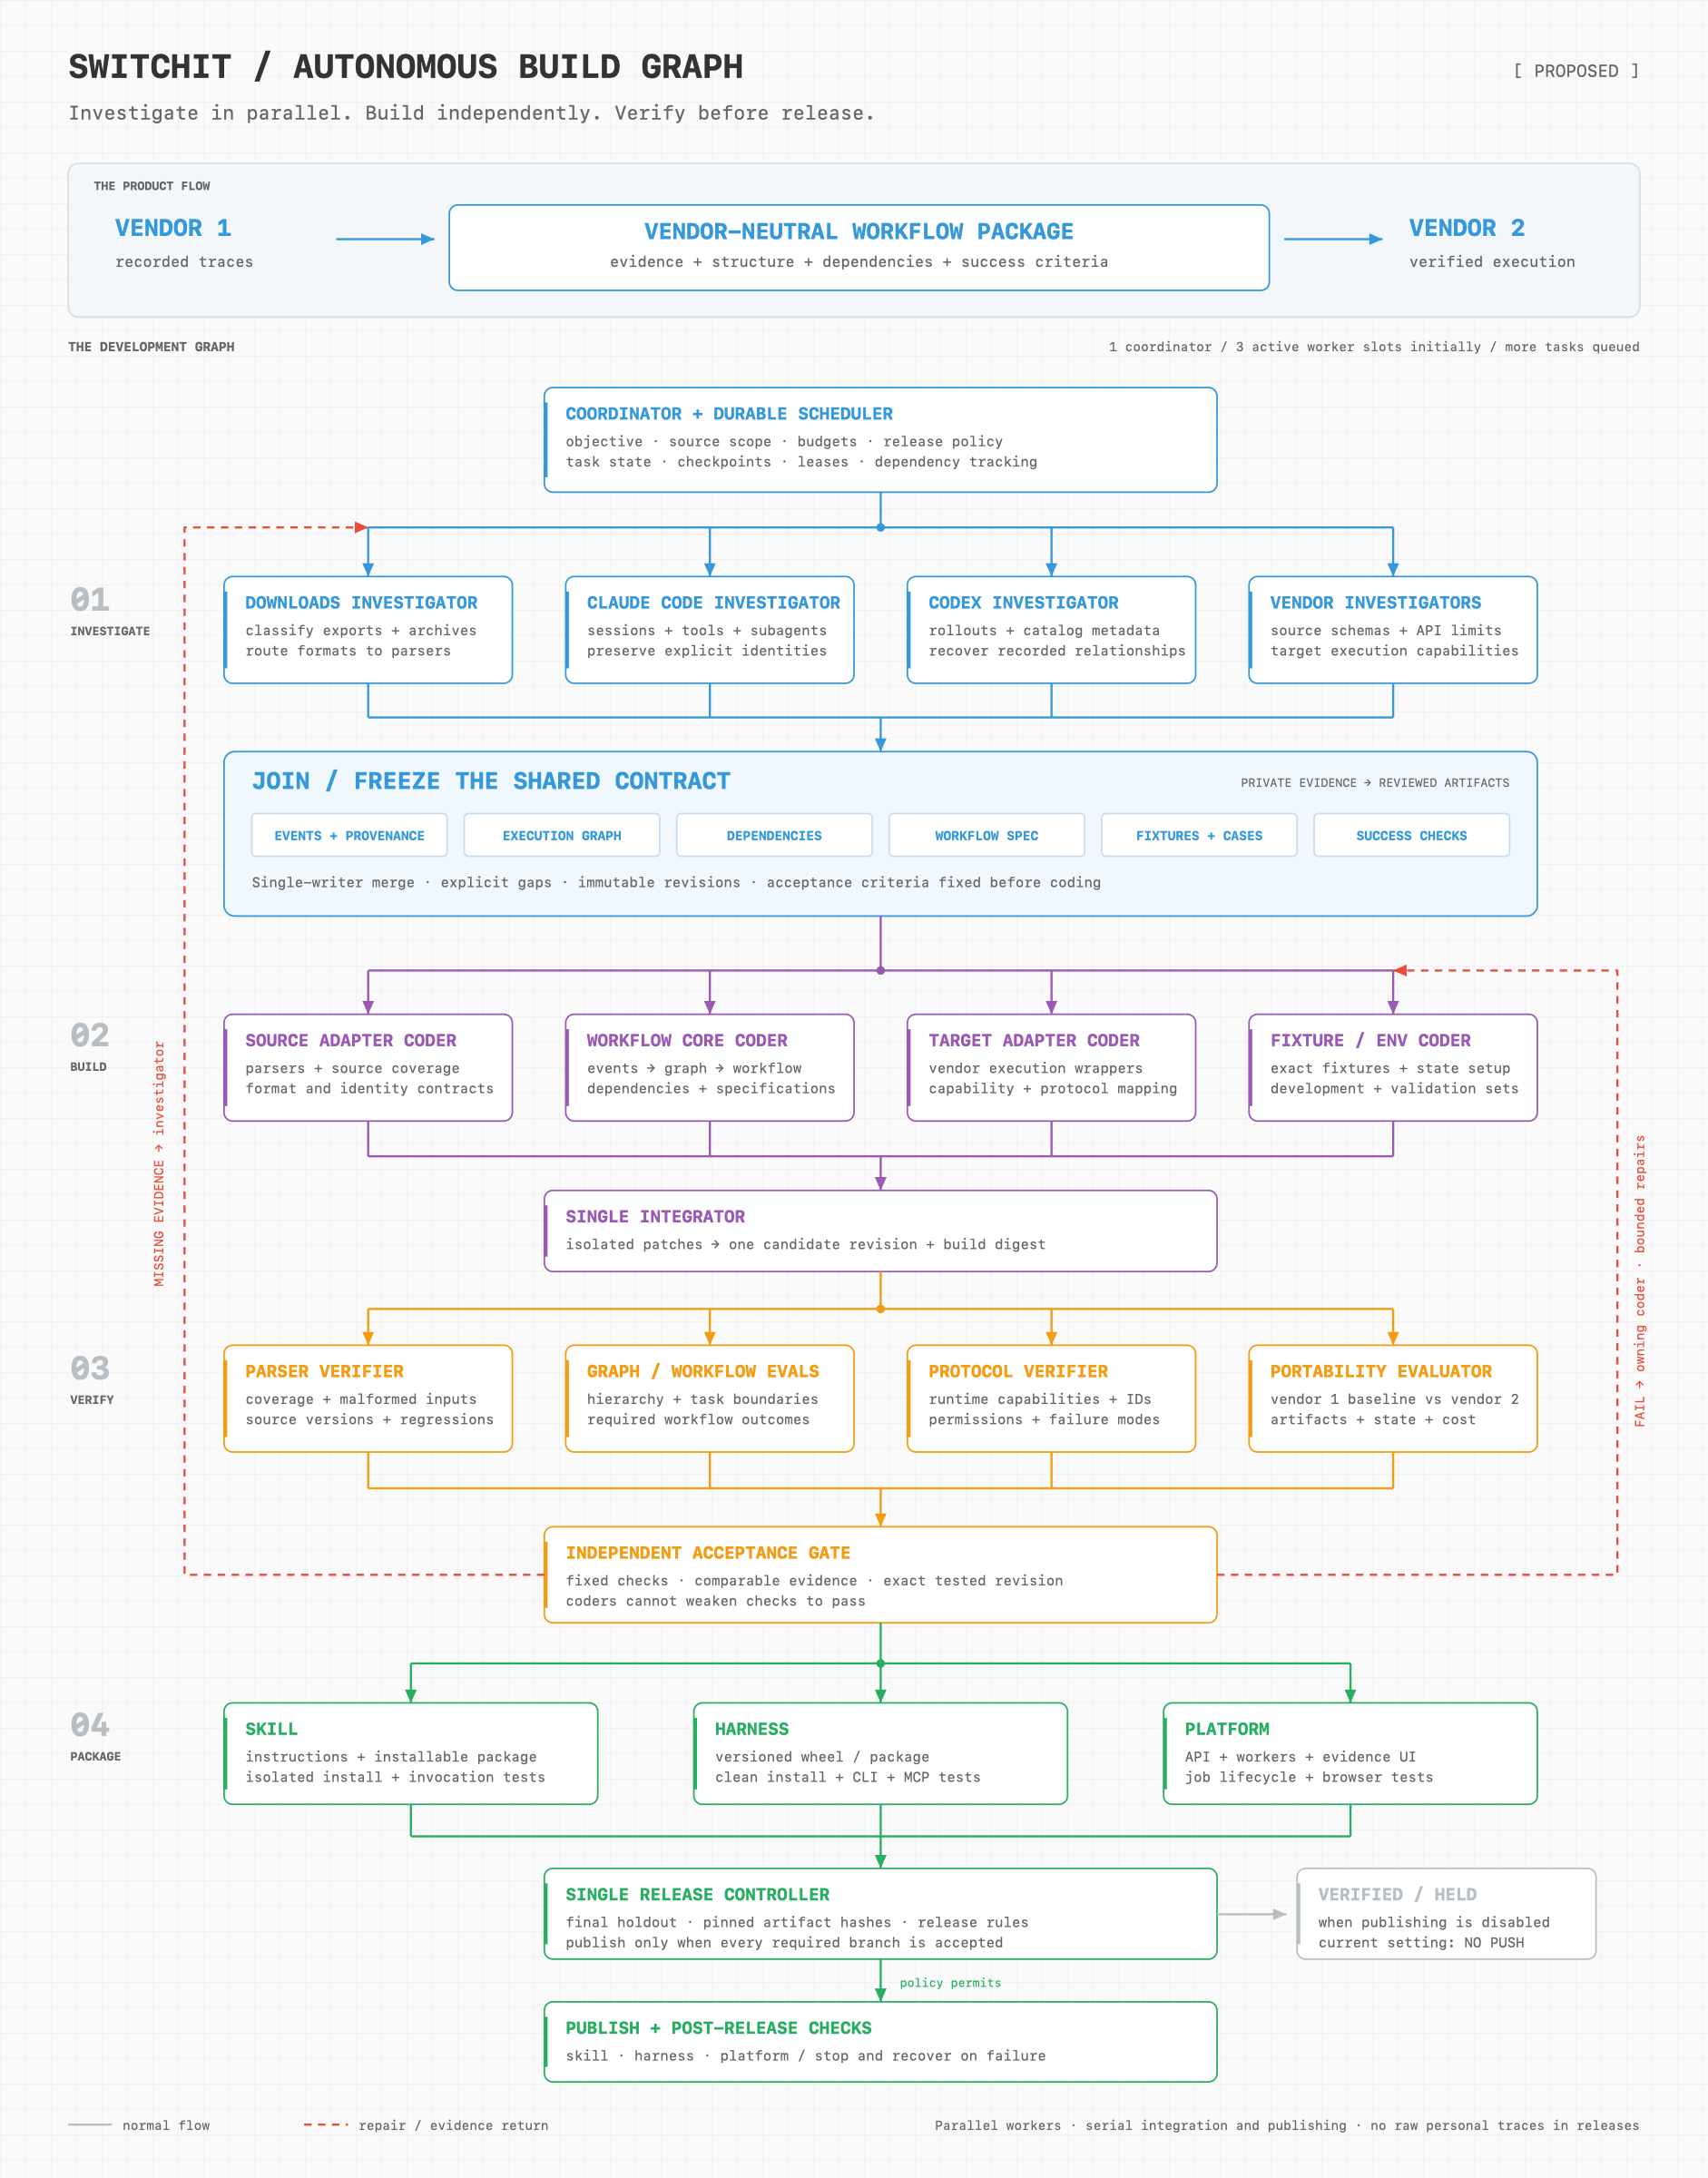 SWITCHIT / AUTONOMOUS BUILD GRAPH
[ PROPOSED ]
Investigate in parallel. Build independently. Verify before release.
THE PRODUCT FLOW
VENDOR 1
recorded traces
VENDOR-NEUTRAL WORKFLOW PACKAGE
evidence + structure + dependencies + success criteria
VENDOR 2
verified execution
THE DEVELOPMENT GRAPH
1 coordinator / 3 active worker slots initially / more tasks queued
COORDINATOR + DURABLE SCHEDULER
objective · source scope · budgets · release policy
task state · checkpoints · leases · dependency tracking
01
INVESTIGATE
DOWNLOADS INVESTIGATOR
classify exports + archives
route formats to parsers
CLAUDE CODE INVESTIGATOR
sessions + tools + subagents
preserve explicit identities
CODEX INVESTIGATOR
rollouts + catalog metadata
recover recorded relationships
VENDOR INVESTIGATORS
source schemas + API limits
target execution capabilities
JOIN / FREEZE THE SHARED CONTRACT
PRIVATE EVIDENCE → REVIEWED ARTIFACTS
EVENTS + PROVENANCE
EXECUTION GRAPH
DEPENDENCIES
WORKFLOW SPEC
FIXTURES + CASES
SUCCESS CHECKS
Single-writer merge · explicit gaps · immutable revisions · acceptance criteria fixed before coding
02
BUILD
SOURCE ADAPTER CODER
parsers + source coverage
format and identity contracts
WORKFLOW CORE CODER
events → graph → workflow
dependencies + specifications
TARGET ADAPTER CODER
vendor execution wrappers
capability + protocol mapping
FIXTURE / ENV CODER
exact fixtures + state setup
development + validation sets
MISSING EVIDENCE → investigator
FAIL → owning coder · bounded repairs
SINGLE INTEGRATOR
isolated patches → one candidate revision + build digest
03
VERIFY
PARSER VERIFIER
coverage + malformed inputs
source versions + regressions
GRAPH / WORKFLOW EVALS
hierarchy + task boundaries
required workflow outcomes
PROTOCOL VERIFIER
runtime capabilities + IDs
permissions + failure modes
PORTABILITY EVALUATOR
vendor 1 baseline vs vendor 2
artifacts + state + cost
INDEPENDENT ACCEPTANCE GATE
fixed checks · comparable evidence · exact tested revision
coders cannot weaken checks to pass
04
PACKAGE
SKILL
instructions + installable package
isolated install + invocation tests
HARNESS
versioned wheel / package
clean install + CLI + MCP tests
PLATFORM
API + workers + evidence UI
job lifecycle + browser tests
SINGLE RELEASE CONTROLLER
final holdout · pinned artifact hashes · release rules
publish only when every required branch is accepted
VERIFIED / HELD
when publishing is disabled
current setting: NO PUSH
policy permits
PUBLISH + POST-RELEASE CHECKS
skill · harness · platform / stop and recover on failure
normal flow
repair / evidence return
Parallel workers · serial integration and publishing · no raw personal traces in releases